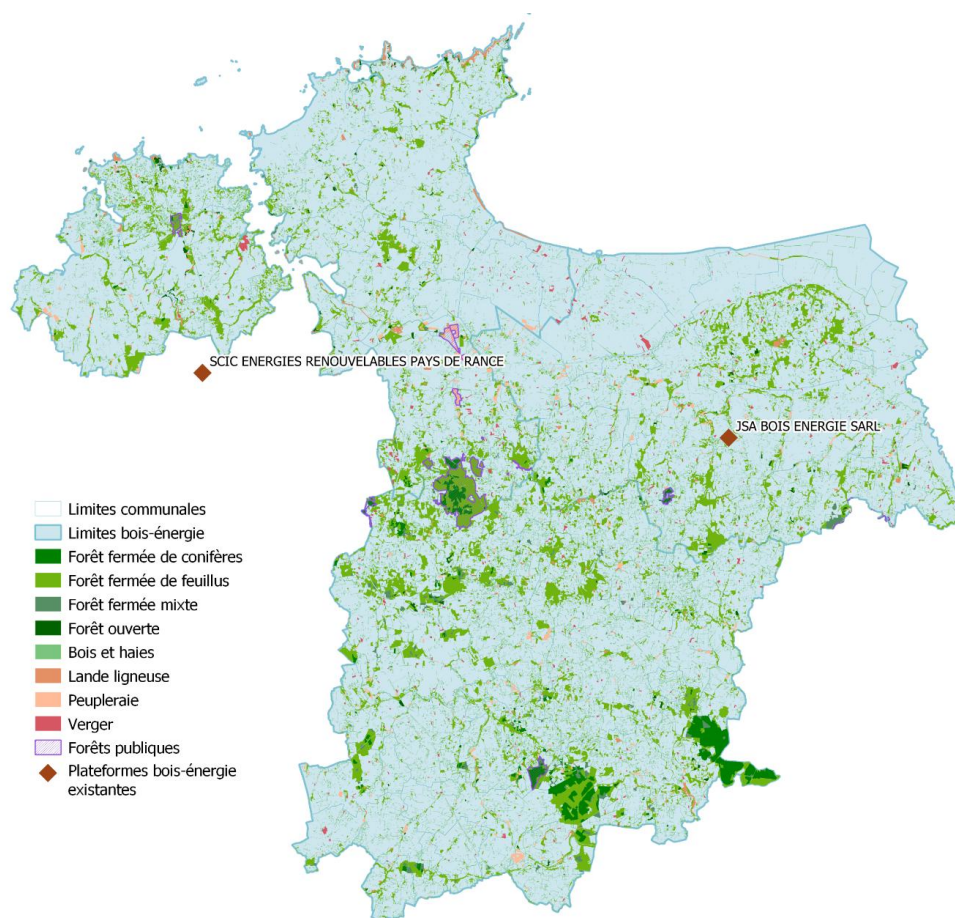 SCIC ENERGIES RENOUVELABLES PAYS DE RANCE
JSA BOIS ENERGIE SARL
Limites communales
Limites bois-énergie
Forêt fermée de conifères
Forêt fermée de feuillus
Forêt fermée mixte
Forêt ouverte
Bois et haies
Lande ligneuse
Peupleraie
Verger
Forêts publiques
Plateformes bois-énergie
existantes